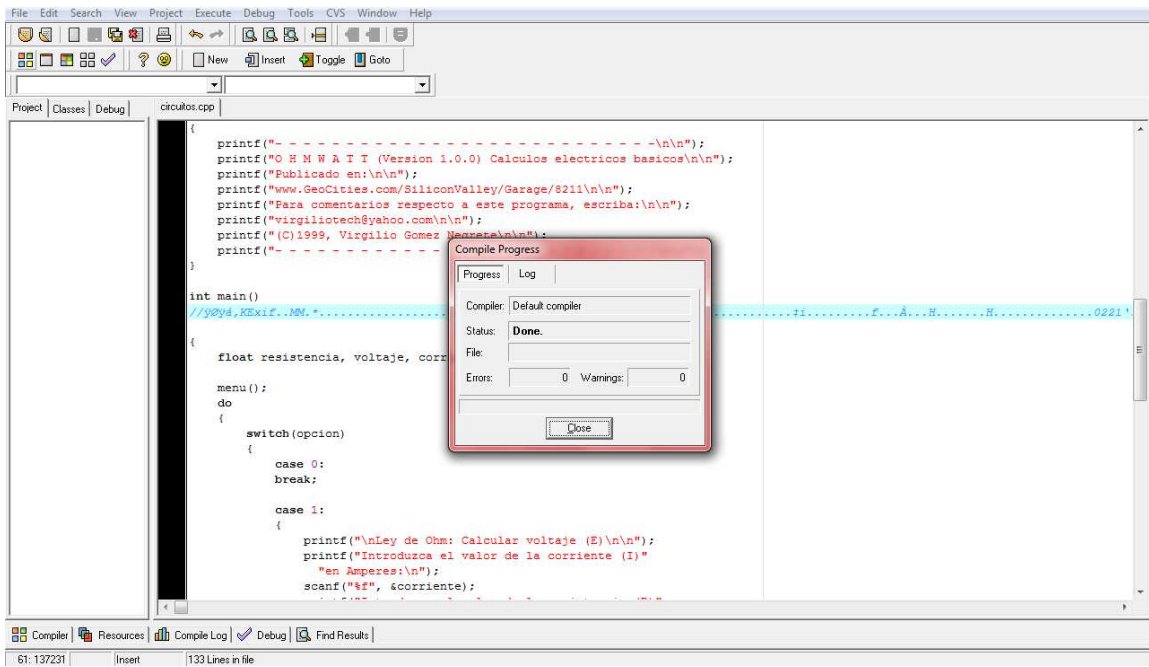 File Edit Search View Project Execute Debug Tools CVS Window Help
New Insert Toggle Goto
Project Classes Debug circuitos.cpp
{
printf("- - - - - - - - - - - - - - - - - - - - - - - - - - -\n\n");
printf("O H M W A T T (Version 1.0.0) Calculos electricos basicos\n\n");
printf("Publicado en:\n\n");
printf("www.GeoCities.com/SiliconValley/Garage/8211\n\n");
printf("Para comentarios respecto a este programa, escriba:\n\n");
printf("virgiliotech@yahoo.com\n\n");
printf("(C)1999, Virgilio Gomez Negrete\n\n");
printf("- - - - - - - - - - - -
}
int main()
{
float resistencia, voltaje, corr
menu();
do
{
switch(opcion)
{
case 0:
break;
case 1:
{
printf("\nLey de Ohm: Calcular voltaje (E)\n\n");
printf("Introduzca el valor de la corriente (I)"
"en Amperes:\n");
scanf("%f", &corriente);
Compile Progress
Progress Log
Compiler: Default compiler
Status: Done.
File:
Errors: 0 Warnings: 0
Close
Compiler Resources Compile Log Debug Find Results
61: 137231 Insert 133 Lines in file